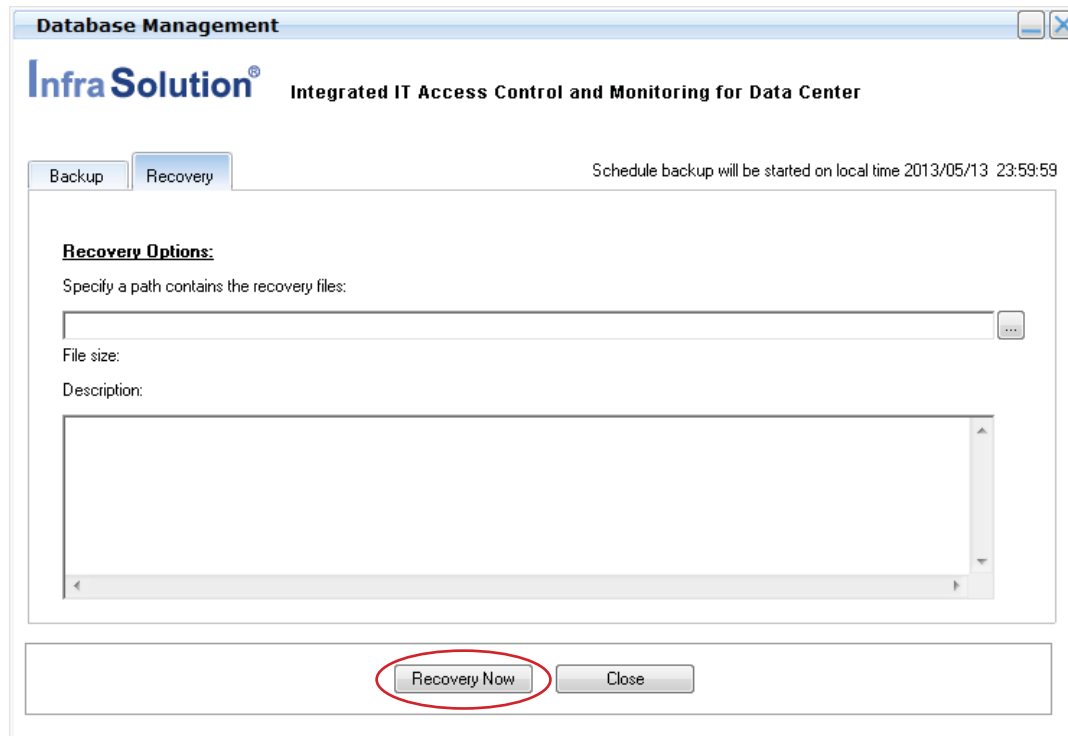 Database Management
InfraSolution® Integrated IT Access Control and Monitoring for Data Center
Backup Recovery Schedule backup will be started on local time 2013/05/13 23:59:59
Recovery Options:
Specify a path contains the recovery files:
...
File size:
Description:
Recovery Now Close